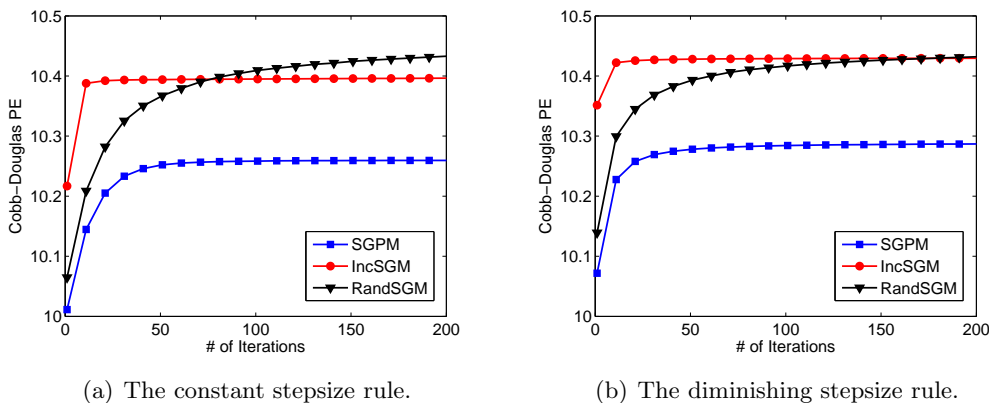 10.5
10.4
10.3
10.2
10.1
10
Cobb−Douglas PE
0
50
100
150
200
# of Iterations
SGPM
IncSGM
RandSGM
(a) The constant stepsize rule.
10.5
10.4
10.3
10.2
10.1
10
Cobb−Douglas PE
0
50
100
150
200
# of Iterations
SGPM
IncSGM
RandSGM
(b) The diminishing stepsize rule.